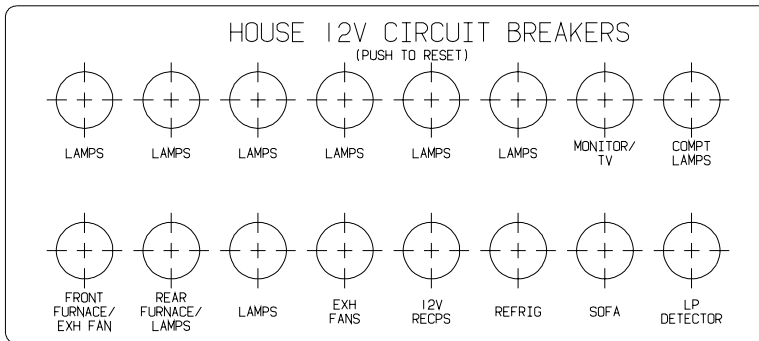 HOUSE 12V CIRCUIT BREAKERS
(PUSH TO RESET)
LAMPS
LAMPS
LAMPS
LAMPS
LAMPS
LAMPS
MONITOR/
TV
COMPT
LAMPS
FRONT
FURNACE/
EXH FAN
REAR
FURNACE/
LAMPS
LAMPS
EXH
FANS
12V
RECPS
REFRIG
SOFA
LP
DETECTOR